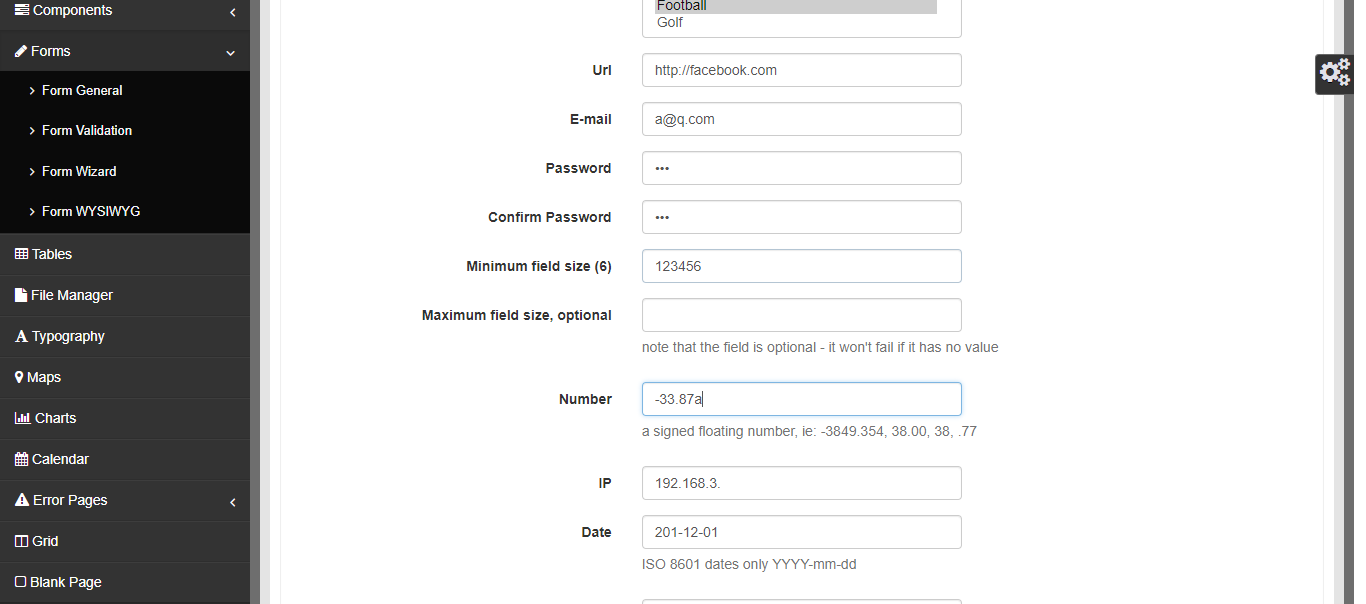 Components
Forms
Form General
Form Validation
Form Wizard
Form WYSIWYG
Tables
File Manager
Typography
Maps
Charts
Calendar
Error Pages
Grid
Blank Page
Football
Golf
Url http://facebook.com
E-mail a@q.com
Password •••
Confirm Password •••
Minimum field size (6) 123456
Maximum field size, optional
note that the field is optional - it won't fail if it has no value
Number -33.87a
a signed floating number, ie: -3849.354, 38.00, 38, .77
IP 192.168.3.
Date 201-12-01
ISO 8601 dates only YYYY-mm-dd